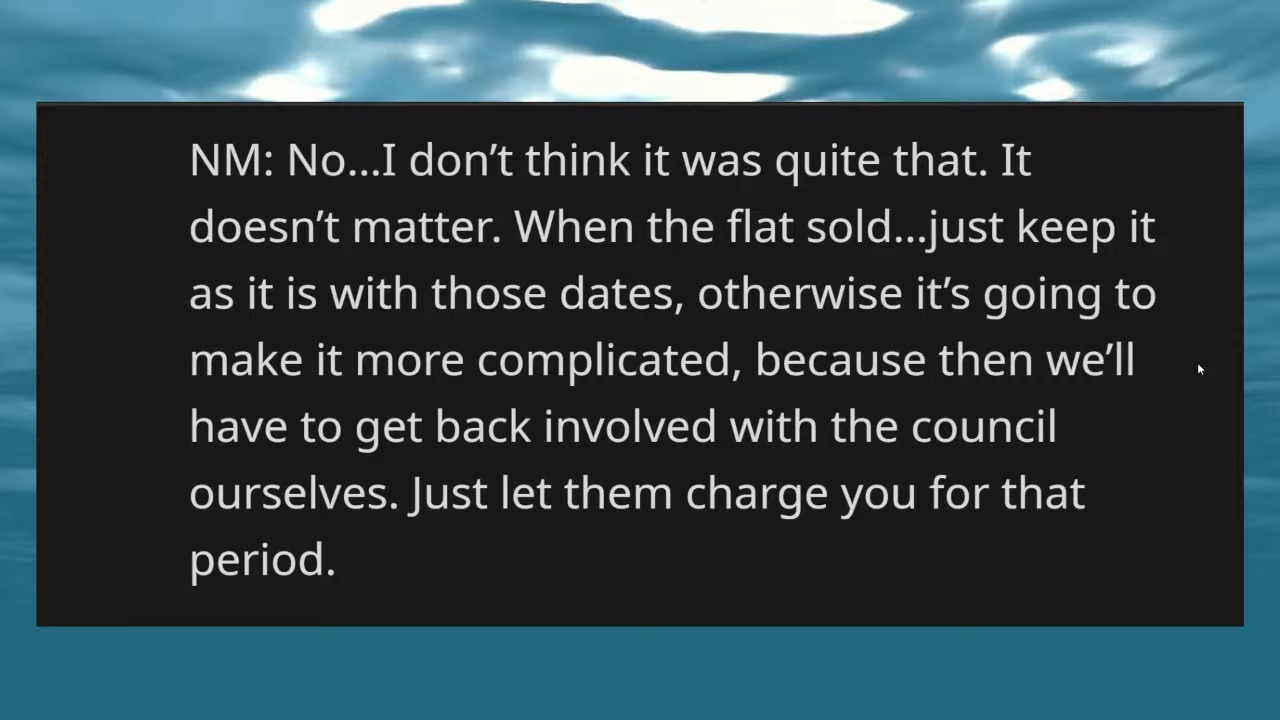 NM: No…I don’t think it was quite that. It
doesn’t matter. When the flat sold…just keep it
as it is with those dates, otherwise it’s going to
make it more complicated, because then we’ll
have to get back involved with the council
ourselves. Just let them charge you for that
period.